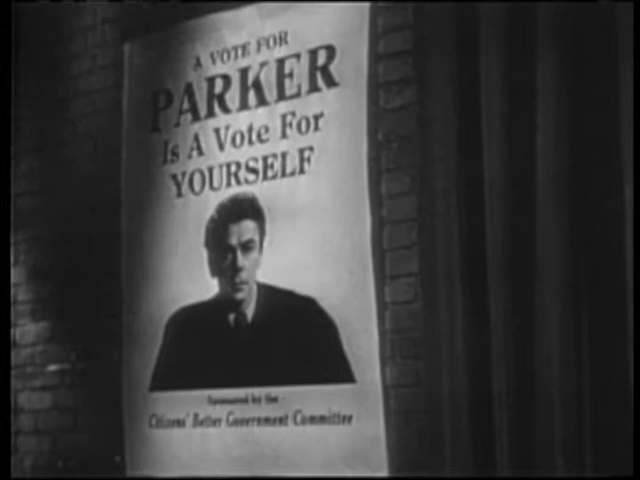 A VOTE FOR
PARKER
Is A Vote For
YOURSELF
Sponsored by the
Citizens' Better Government Committee